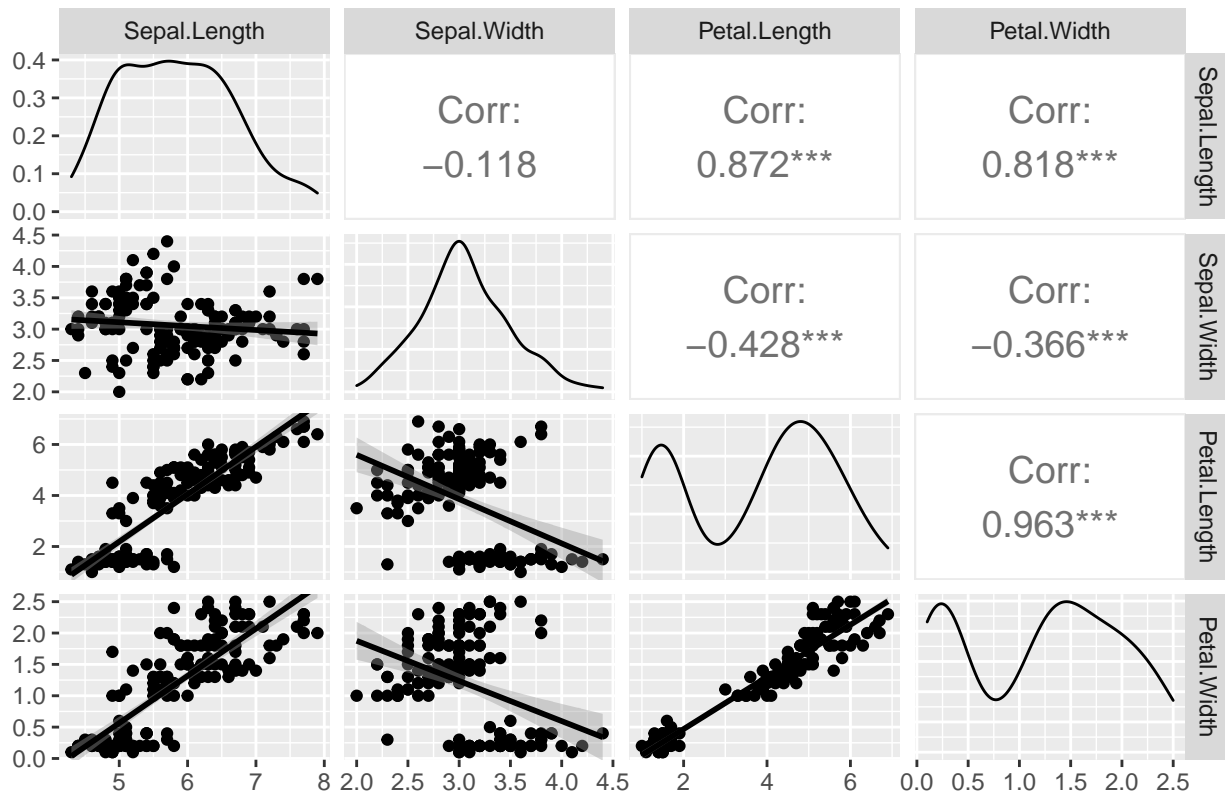 Sepal.Length
Sepal.Width
Petal.Length
Petal.Width
0.4
0.3
0.2
0.1
0.0
Corr:
−0.118
Corr:
0.872***
Corr:
0.818***
Sepal.Length
4.5
4.0
3.5
3.0
2.5
2.0
Corr:
−0.428***
Corr:
−0.366***
Sepal.Width
6
4
2
Corr:
0.963***
Petal.Length
2.5
2.0
1.5
1.0
0.5
0.0
Petal.Width
5 6 7 8
2.0 2.5 3.0 3.5 4.0 4.5
2 4 6
0.0 0.5 1.0 1.5 2.0 2.5